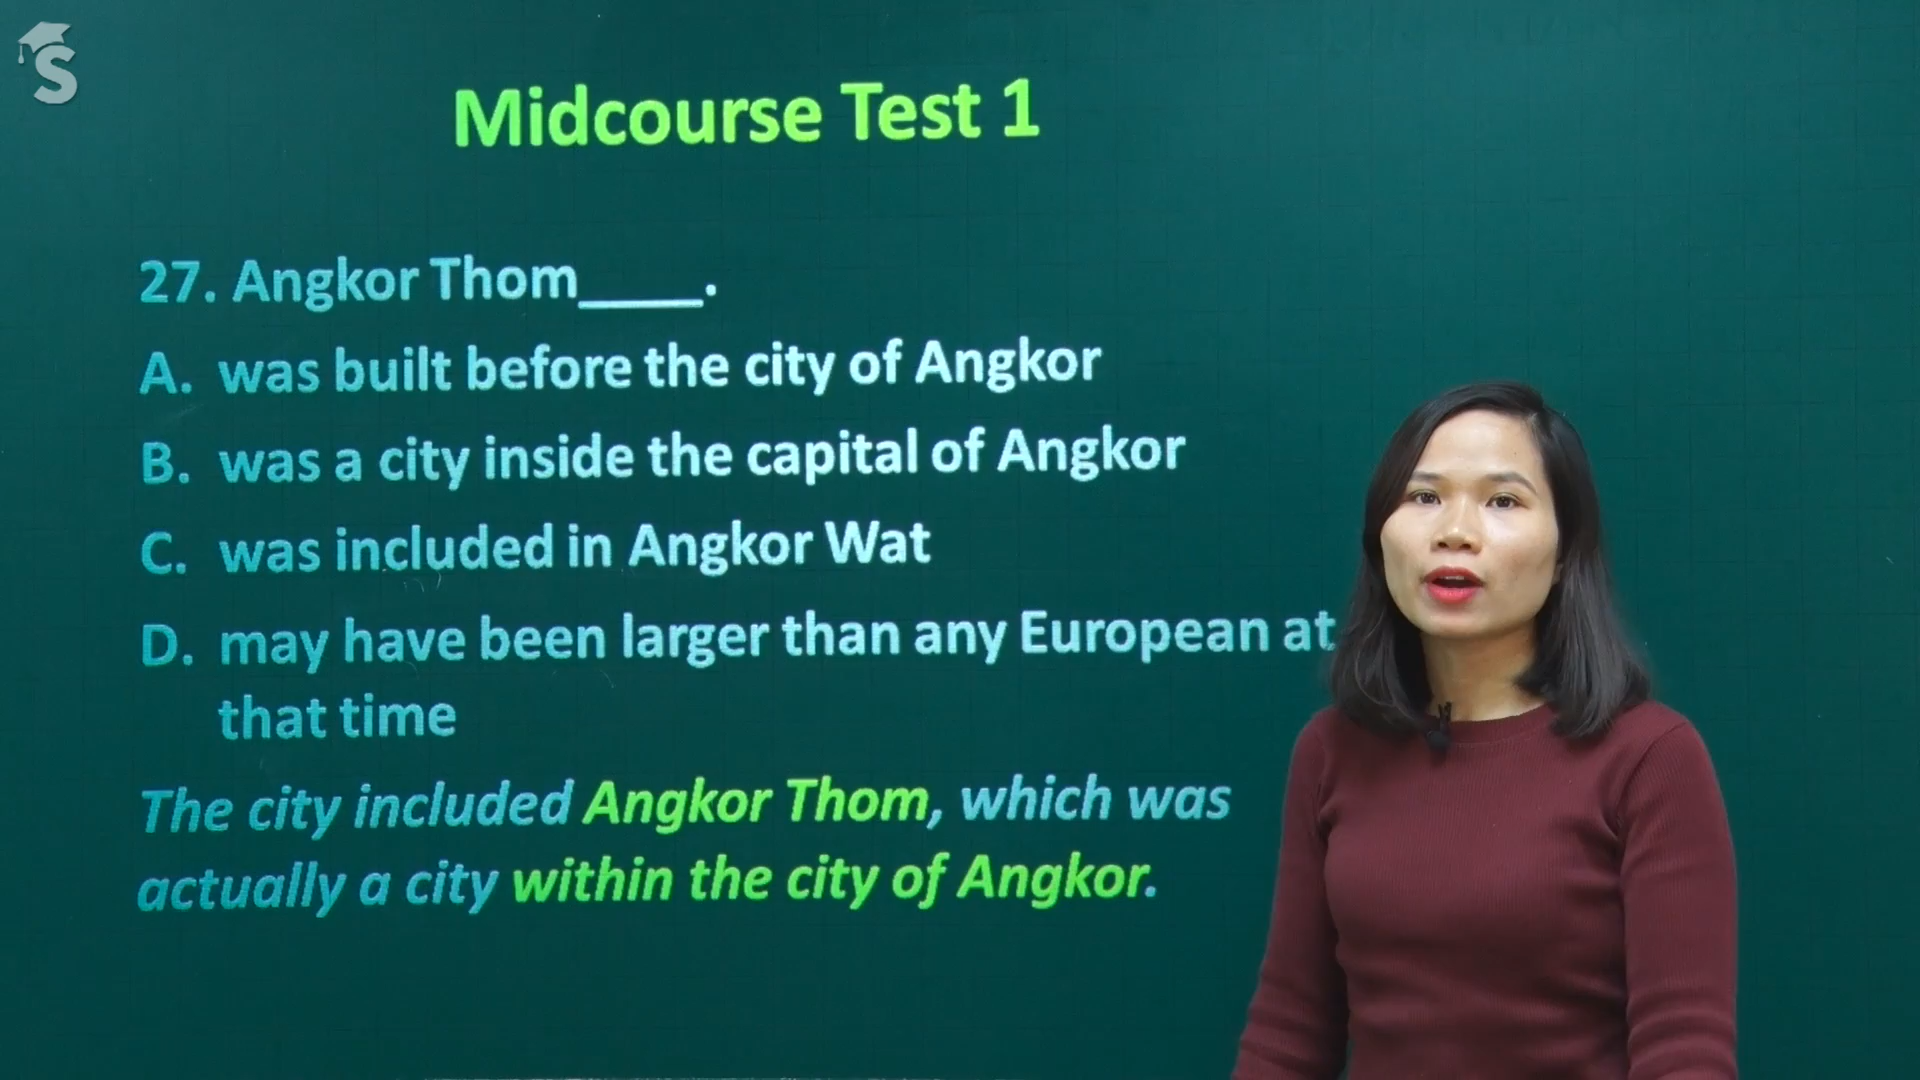 S
Midcourse Test 1
27. Angkor Thom_____.
A. was built before the city of Angkor
B. was a city inside the capital of Angkor
C. was included in Angkor Wat
D. may have been larger than any European at
that time
The city included Angkor Thom, which was
actually a city within the city of Angkor.